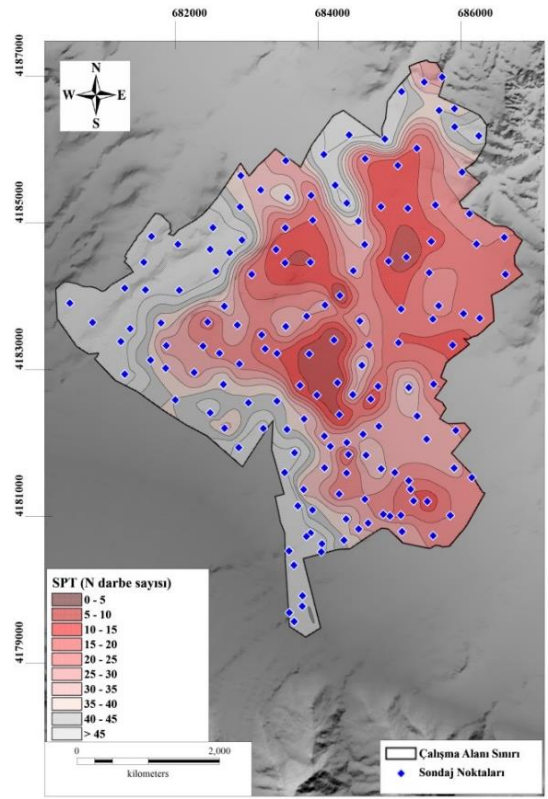 682000 684000 686000
4187000
N
W E
S
4185000
4183000
4181000
4179000
SPT (N darbe sayısı)
0 - 5
5 - 10
10 - 15
15 - 20
20 - 25
25 - 30
30 - 35
35 - 40
40 - 45
> 45
0 2,000
kilometers
Çalışma Alanı Sınırı
Sondaj Noktaları